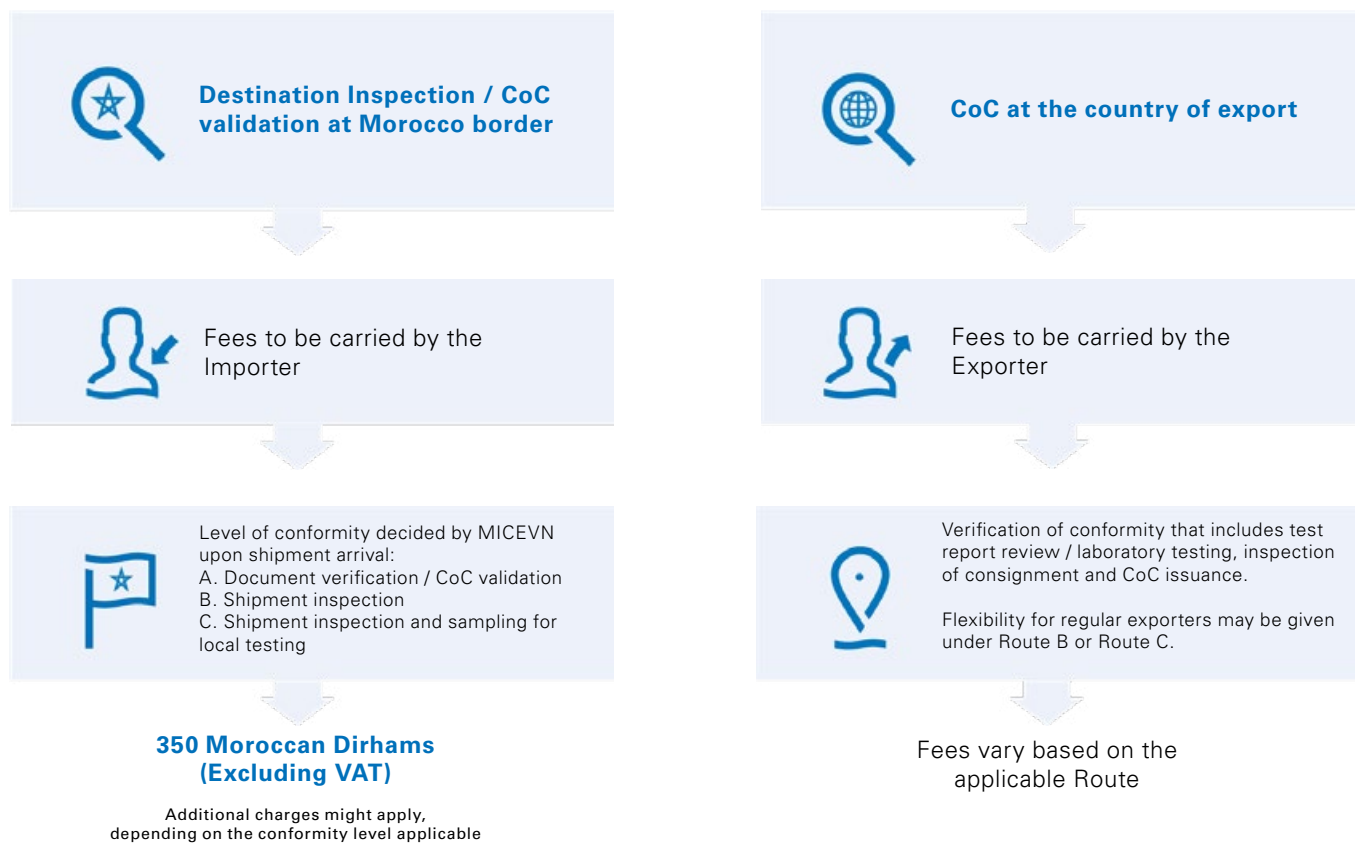 Destination Inspection / CoC
validation at Morocco border
Fees to be carried by the
Importer
Level of conformity decided by MICEVN
upon shipment arrival:
A. Document verification / CoC validation
B. Shipment inspection
C. Shipment inspection and sampling for
local testing
350 Moroccan Dirhams
(Excluding VAT)
Additional charges might apply,
depending on the conformity level applicable
CoC at the country of export
Fees to be carried by the
Exporter
Verification of conformity that includes test
report review / laboratory testing, inspection
of consignment and CoC issuance.
Flexibility for regular exporters may be given
under Route B or Route C.
Fees vary based on the
applicable Route